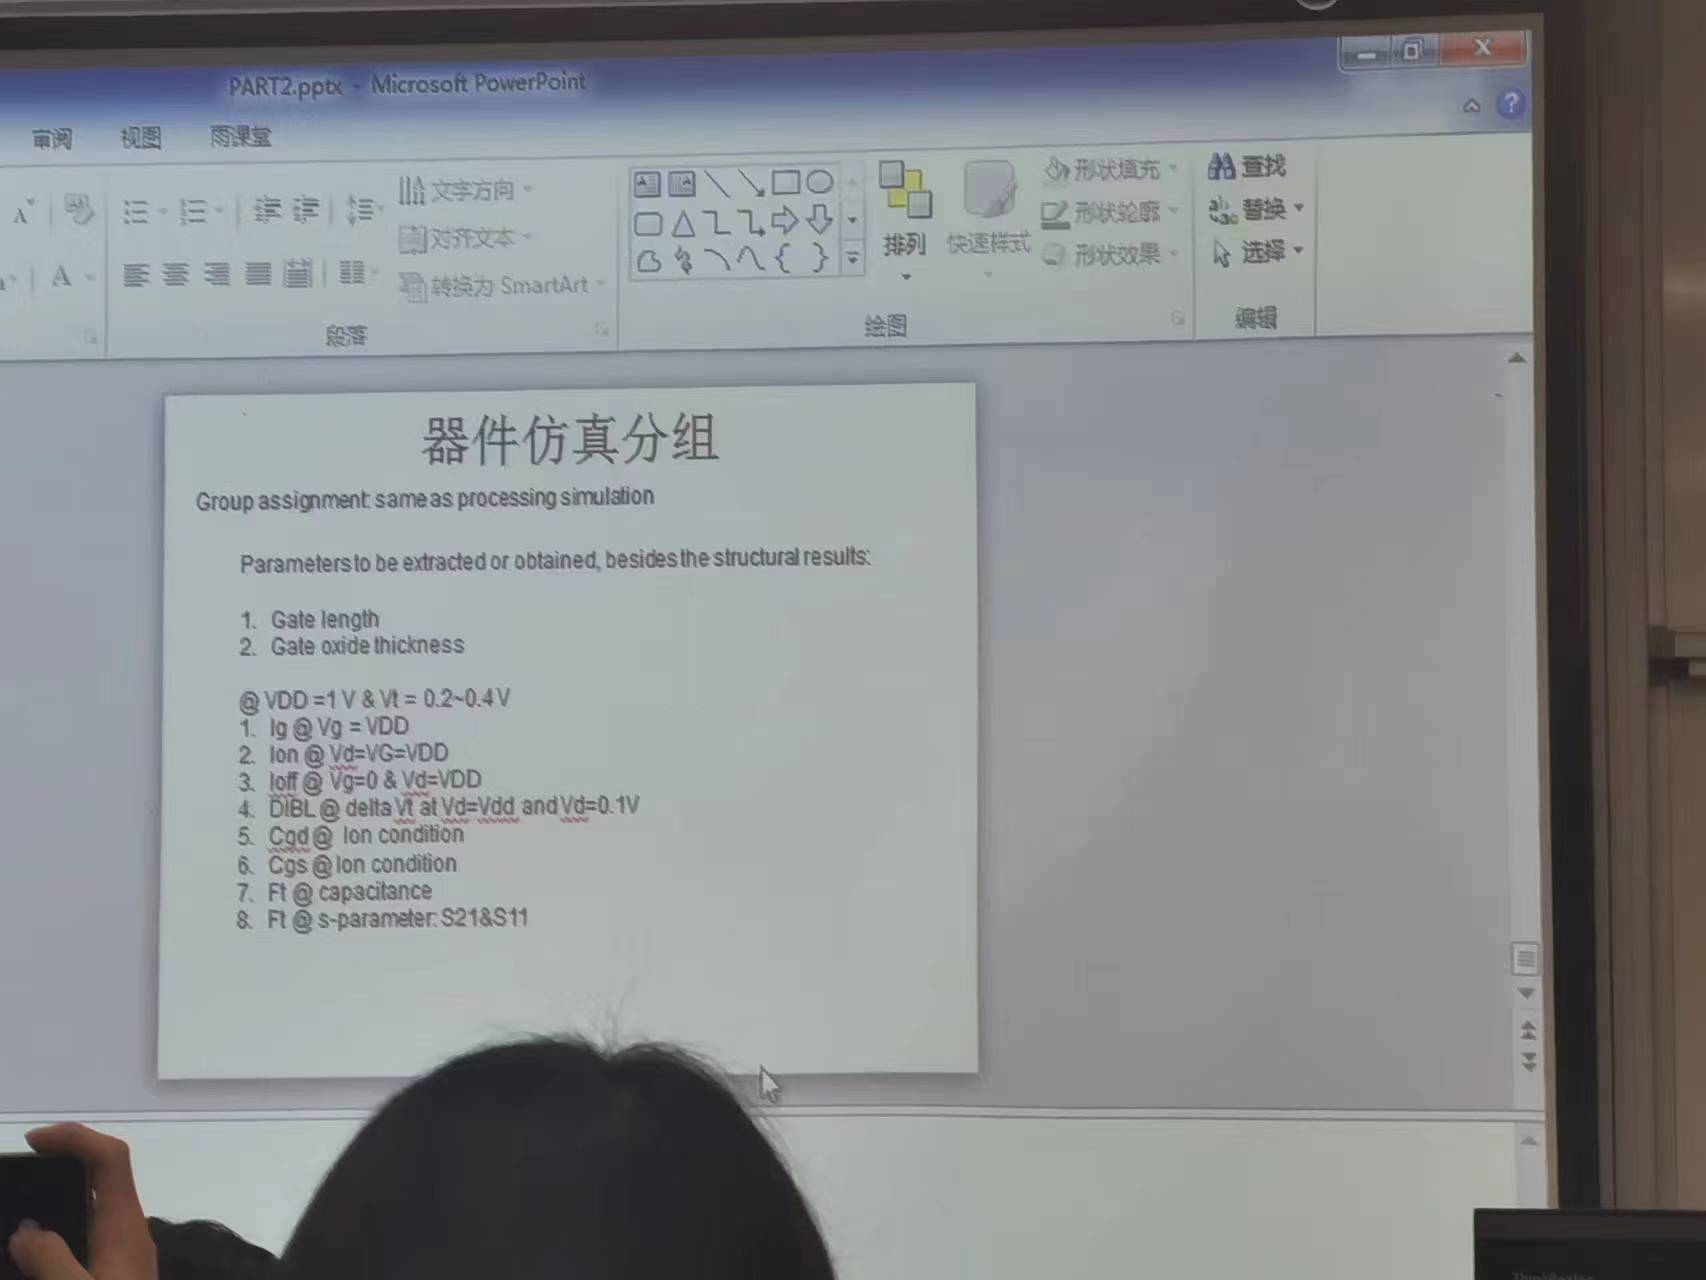 PART2.pptx - Microsoft PowerPoint
审阅 视图 雨课堂
文字方向
对齐文本
转换为 SmartArt
段落
排列
快速样式
形状填充
形状轮廓
形状效果
绘图
查找
替换
选择
编辑
器件仿真分组
Group assignment: same as processing simulation
Parameters to be extracted or obtained, besides the structural results:
1. Gate length
2. Gate oxide thickness
@ VDD =1 V & Vt = 0.2~0.4 V
1. Ig @ Vg = VDD
2. Ion @ Vd=VG=VDD
3. Ioff @ Vg=0 & Vd=VDD
4. DIBL @ delta Vt at Vd=Vdd and Vd=0.1V
5. Cgd @ Ion condition
6. Cgs @ Ion condition
7. Ft @ capacitance
8. Ft @ s-parameter: S21&S11